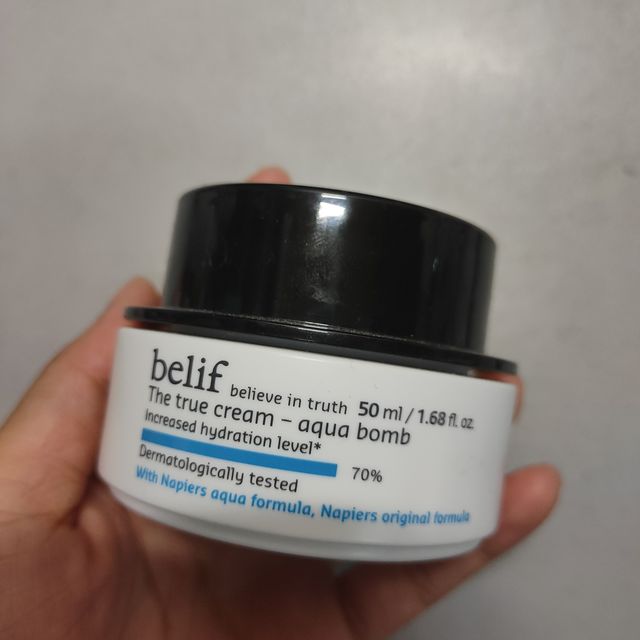 belif believe in truth 50 ml / 1.68 fl. oz.
The true cream – aqua bomb
increased hydration level*
70%
Dermatologically tested
With Napiers aqua formula, Napiers original formula